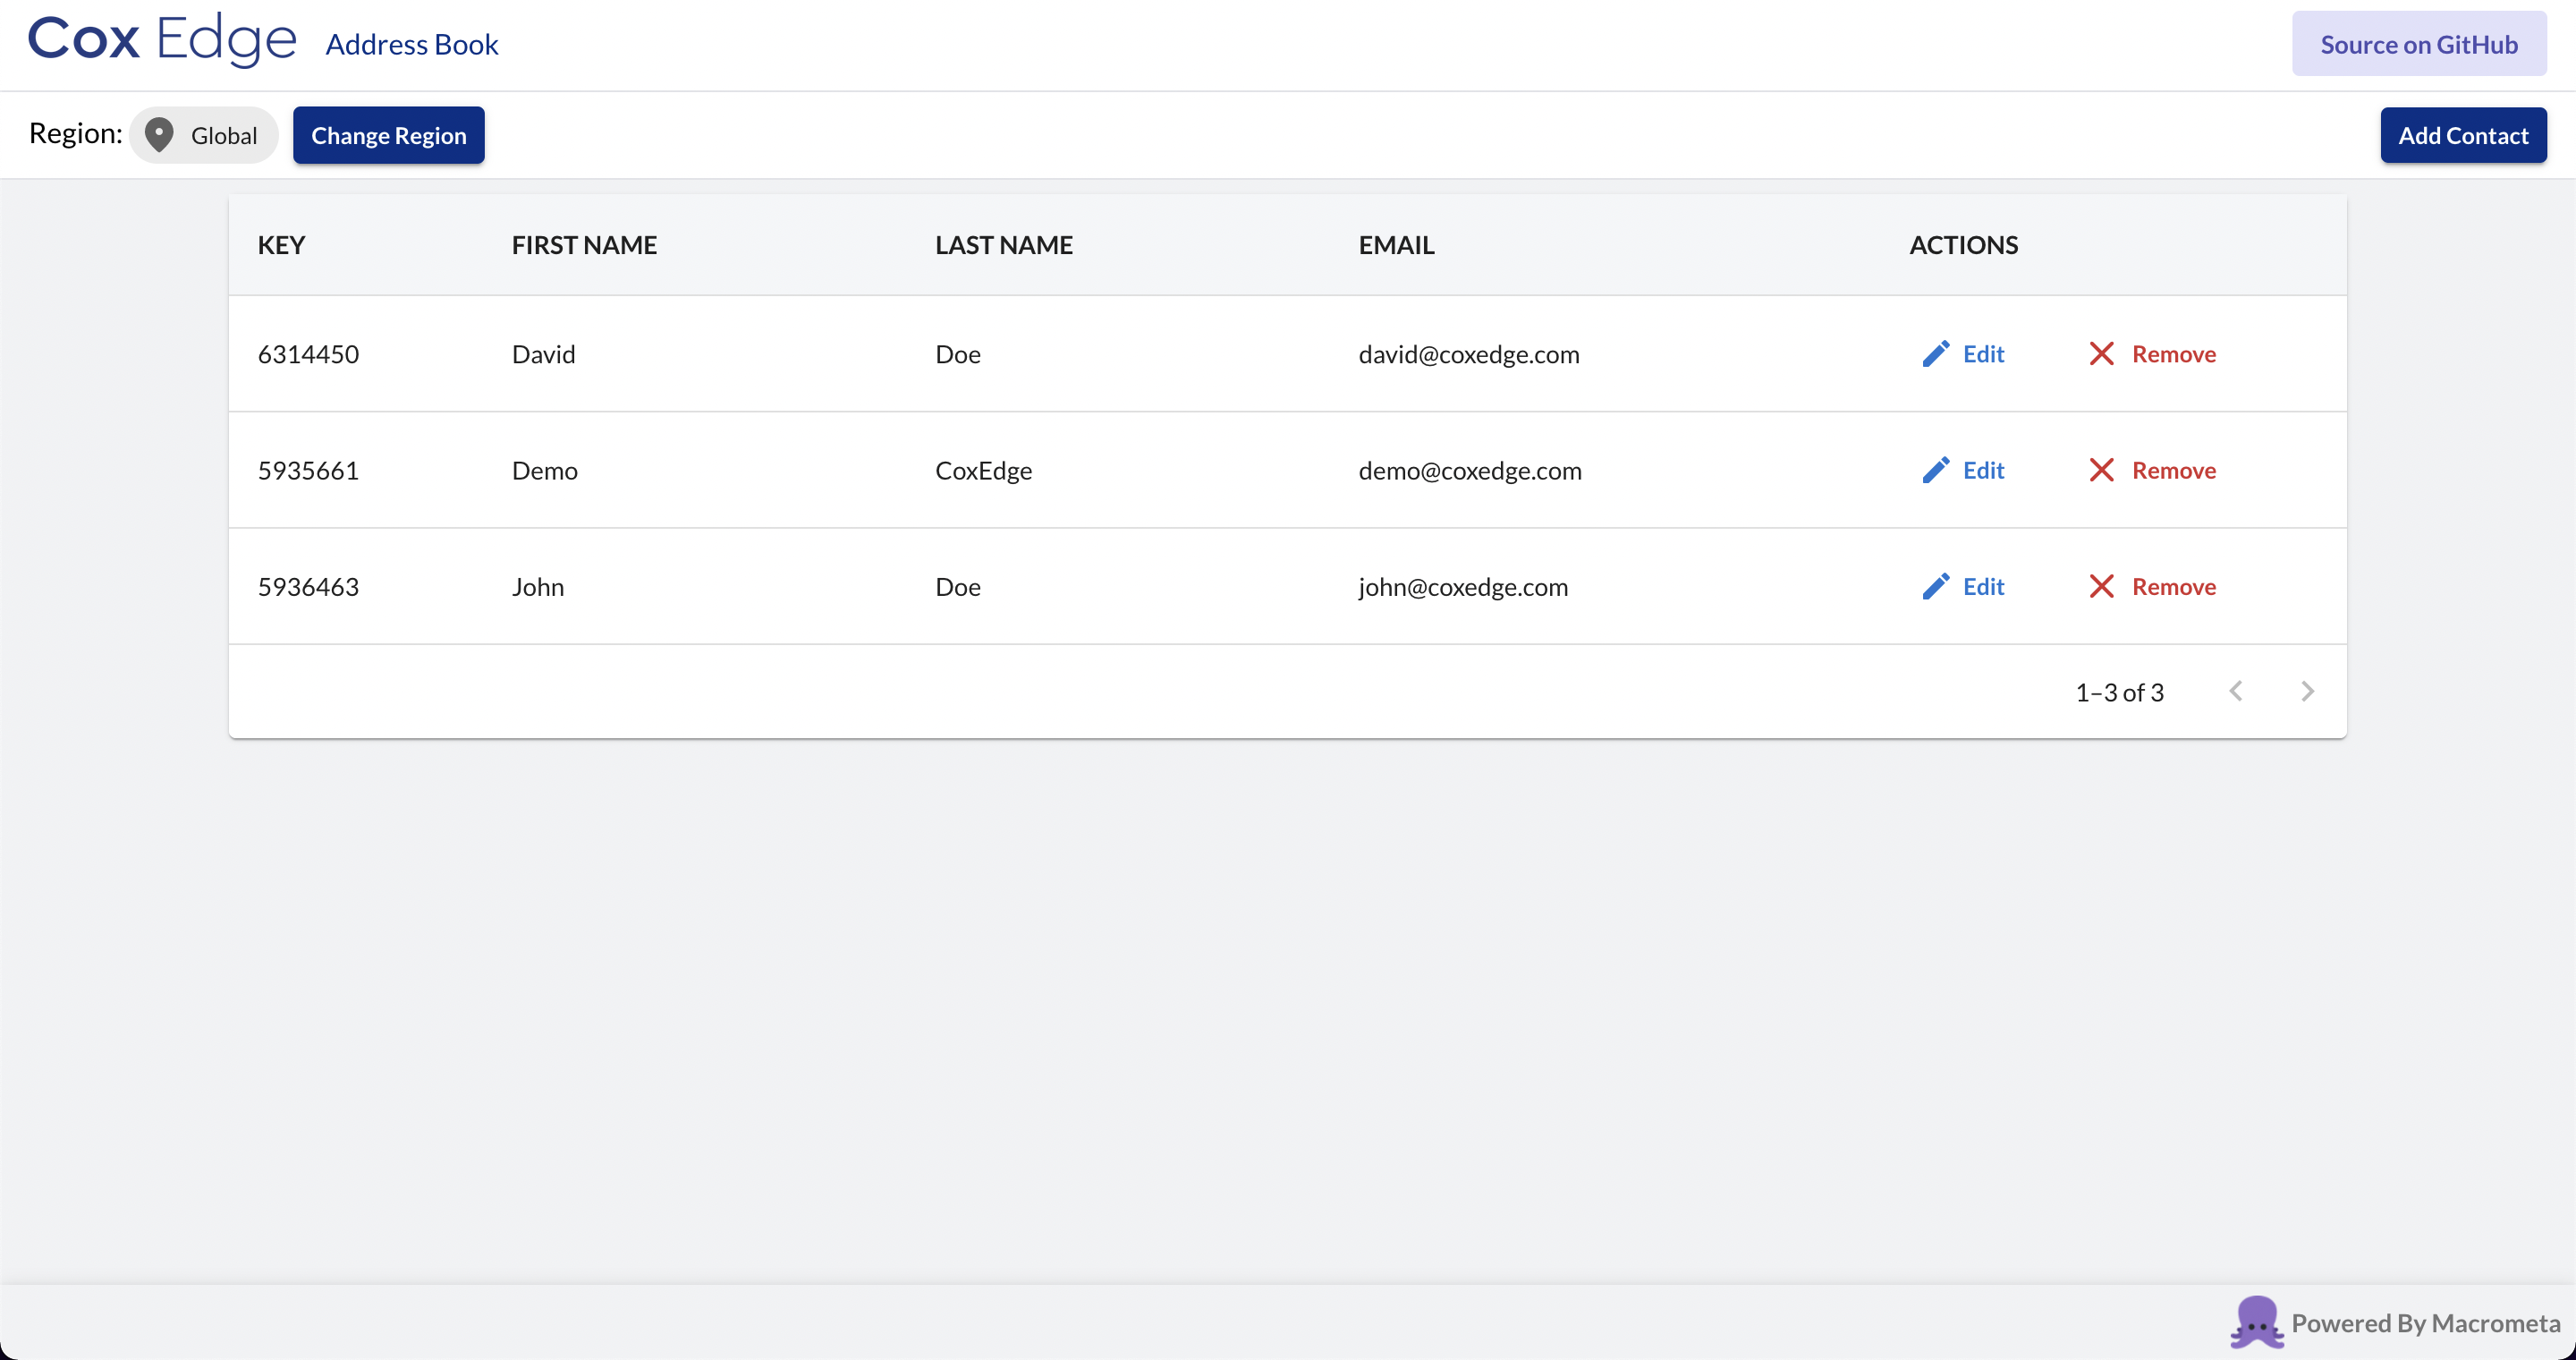 Cox Edge Address Book Source on GitHub
Region: Global Change Region Add Contact
KEY FIRST NAME LAST NAME EMAIL ACTIONS
6314450 David Doe david@coxedge.com Edit Remove
5935661 Demo CoxEdge demo@coxedge.com Edit Remove
5936463 John Doe john@coxedge.com Edit Remove
1–3 of 3
Powered By Macrometa